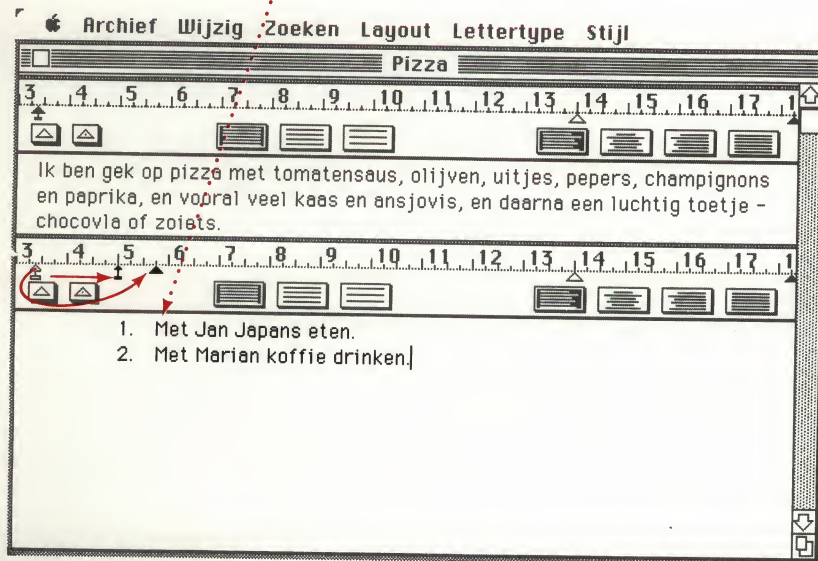 Archief Wijzig Zoeken Layout Lettertype Stijl
Pizza
3 4 5 6 7 8 9 10 11 12 13 14 15 16 17 1
Ik ben gek op pizza met tomatensaus, olijven, uitjes, pepers, champignons
en paprika, en vooral veel kaas en ansjovis, en daarna een luchtig toetje -
chocovla of zoiets.
3 4 5 6 7 8 9 10 11 12 13 14 15 16 17 1
1. Met Jan Japans eten.
2. Met Marian koffie drinken.